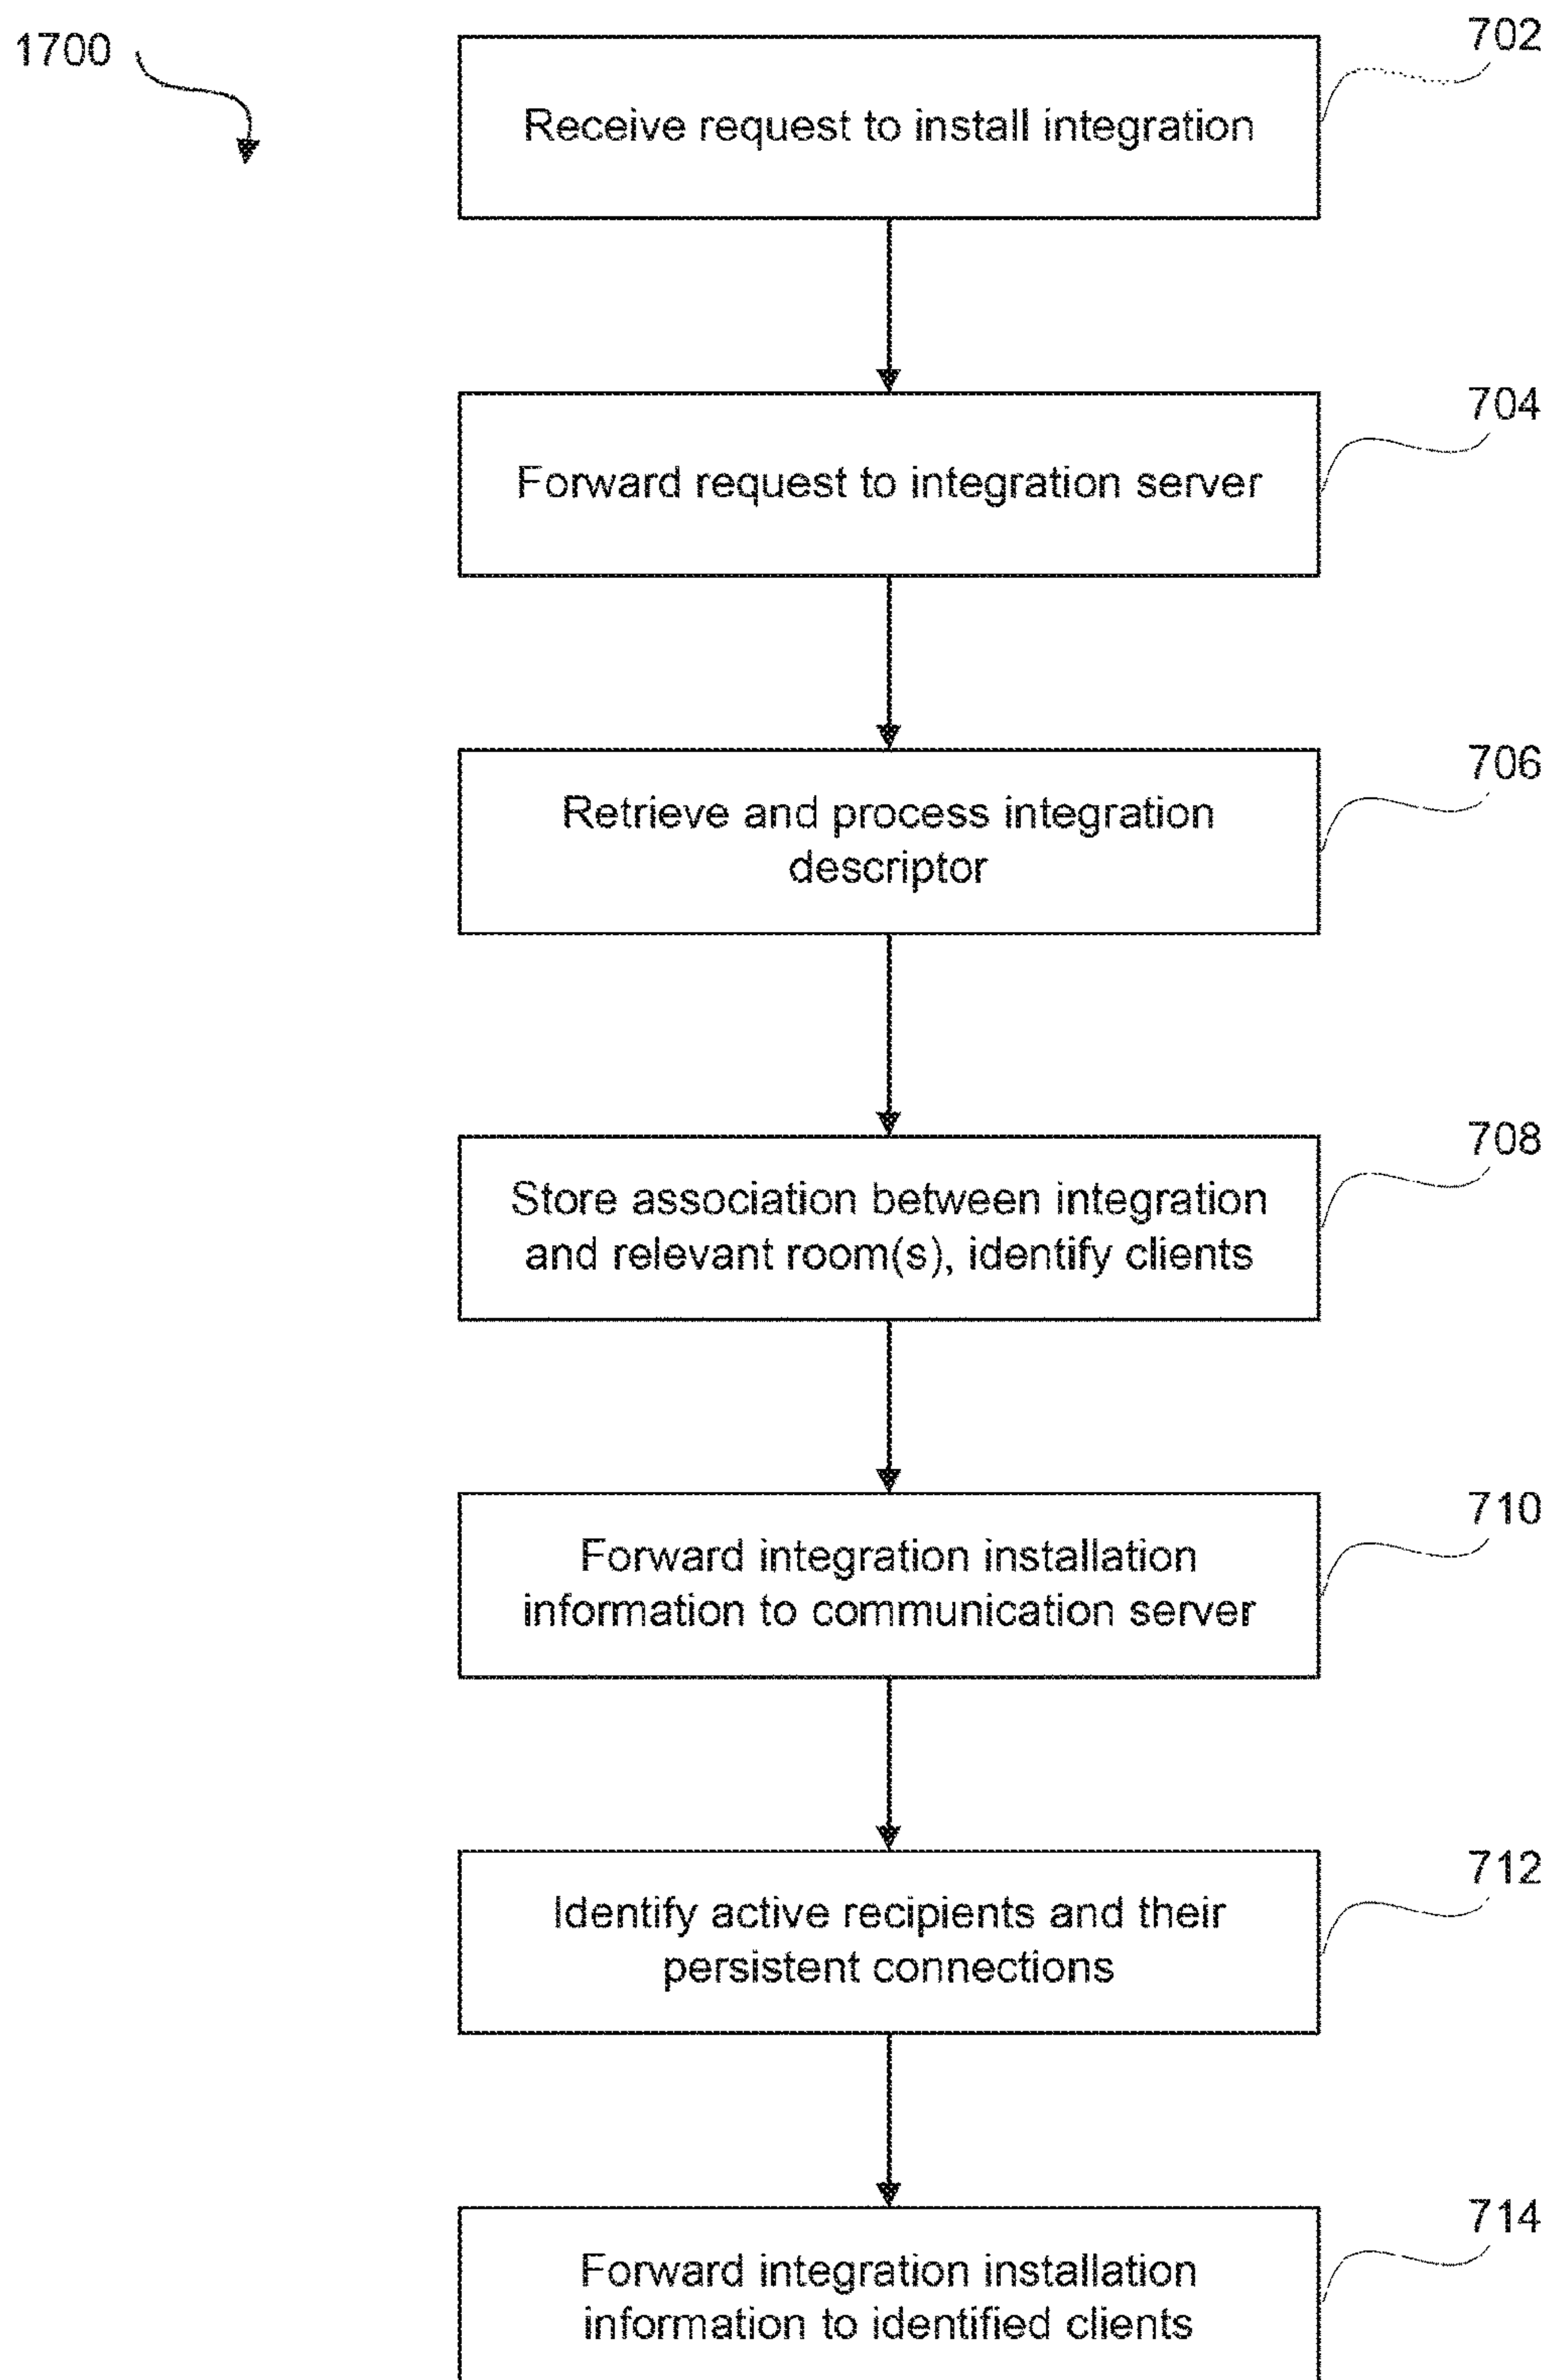 1700
702
Receive request to install integration
704
Forward request to integration server
706
Retrieve and process integration
descriptor
708
Store association between integration
and relevant room(s), identify clients
710
Forward integration installation
information to communication server
712
Identify active recipients and their
persistent connections
714
Forward integration installation
information to identified clients